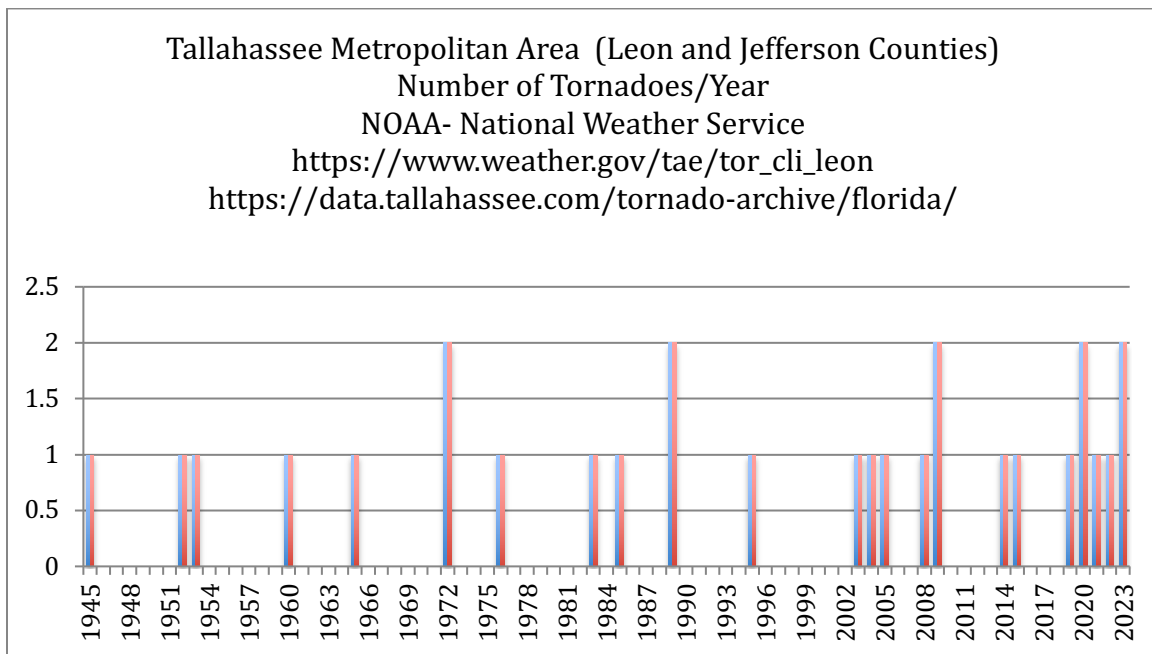 Tallahassee Metropolitan Area  (Leon and Jefferson Counties)
Number of Tornadoes/Year
NOAA- National Weather Service
https://www.weather.gov/tae/tor_cli_leon
https://data.tallahassee.com/tornado-archive/florida/
2.5
2
1.5
1
0.5
0
1945 1948 1951 1954 1957 1960 1963 1966 1969 1972 1975 1978 1981 1984 1987 1990 1993 1996 1999 2002 2005 2008 2011 2014 2017 2020 2023